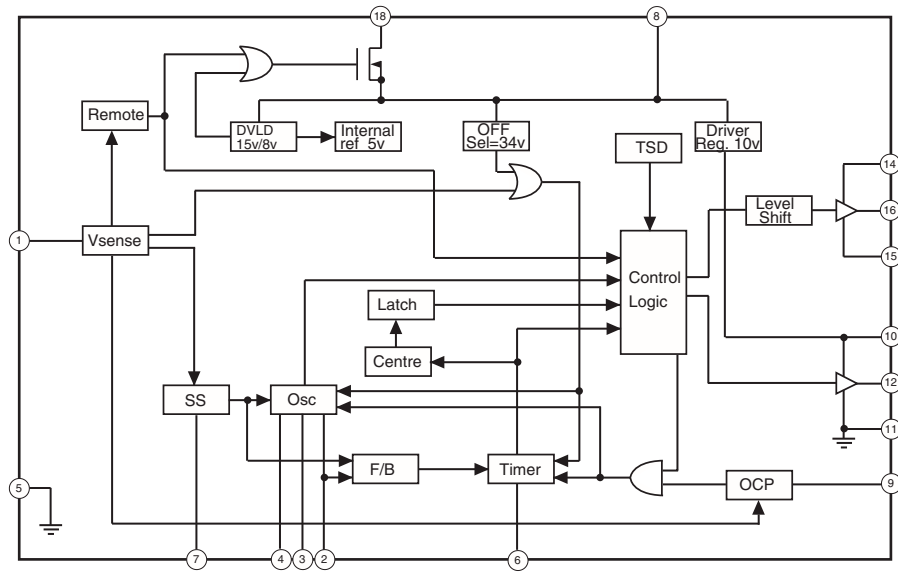 18
8
Remote
DVLD
15v/8v
Internal
ref 5v
OFF
Sel=34v
TSD
Driver
Reg. 10v
14
Level
Shift
16
1
Vsense
15
Control
Logic
Latch
10
Centre
12
SS
Osc
11
F/B
Timer
OCP
9
5
7
4
3
2
6